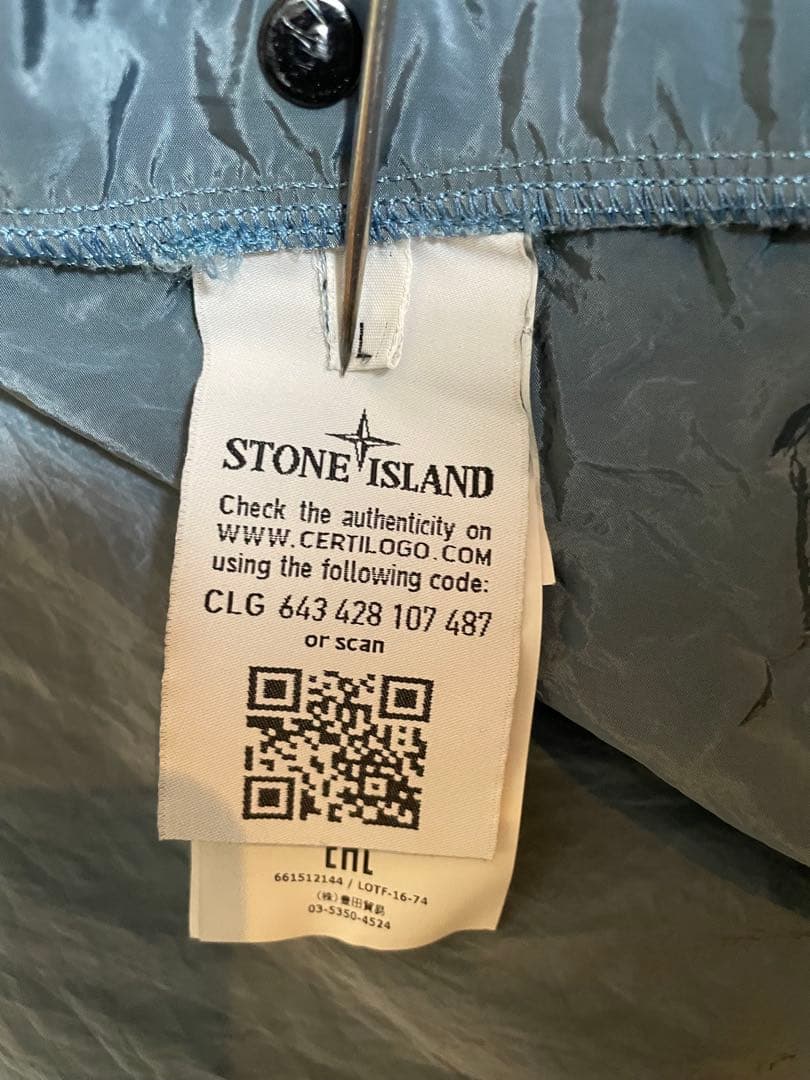 L
STONE ISLAND
Check the authenticity on
WWW.CERTILOGO.COM
using the following code:
CLG 643 428 107 487
or scan
EAC
661512144 / LOTF-16-74
(株)豊田貿易
03-5350-4524